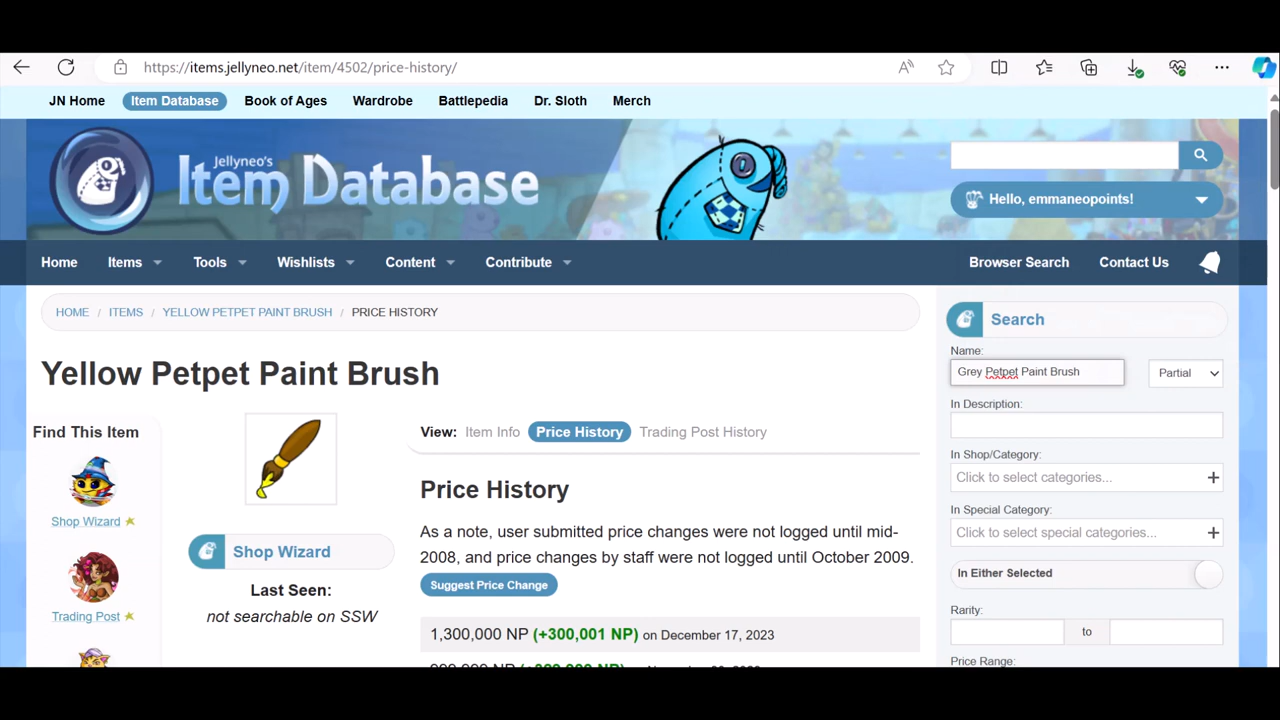 https://items.jellyneo.net/item/4502/price-history/
JN Home Item Database Book of Ages Wardrobe Battlepedia Dr. Sloth Merch
Jellyneo's
Item Database
Hello, emmaneopoints!
Home Items Tools Wishlists Content Contribute Browser Search Contact Us
HOME / ITEMS / YELLOW PETPET PAINT BRUSH / PRICE HISTORY
Search
Name:
Grey Petpet Paint Brush Partial
Yellow Petpet Paint Brush
In Description:
Find This Item
View: Item Info Price History Trading Post History
In Shop/Category:
Click to select categories... +
Price History
In Special Category:
Shop Wizard
As a note, user submitted price changes were not logged until mid-
2008, and price changes by staff were not logged until October 2009.
Click to select special categories... +
Shop Wizard
Suggest Price Change
In Either Selected
Last Seen:
not searchable on SSW
Trading Post
Rarity:
to
1,300,000 NP (+300,001 NP) on December 17, 2023
Price Range: